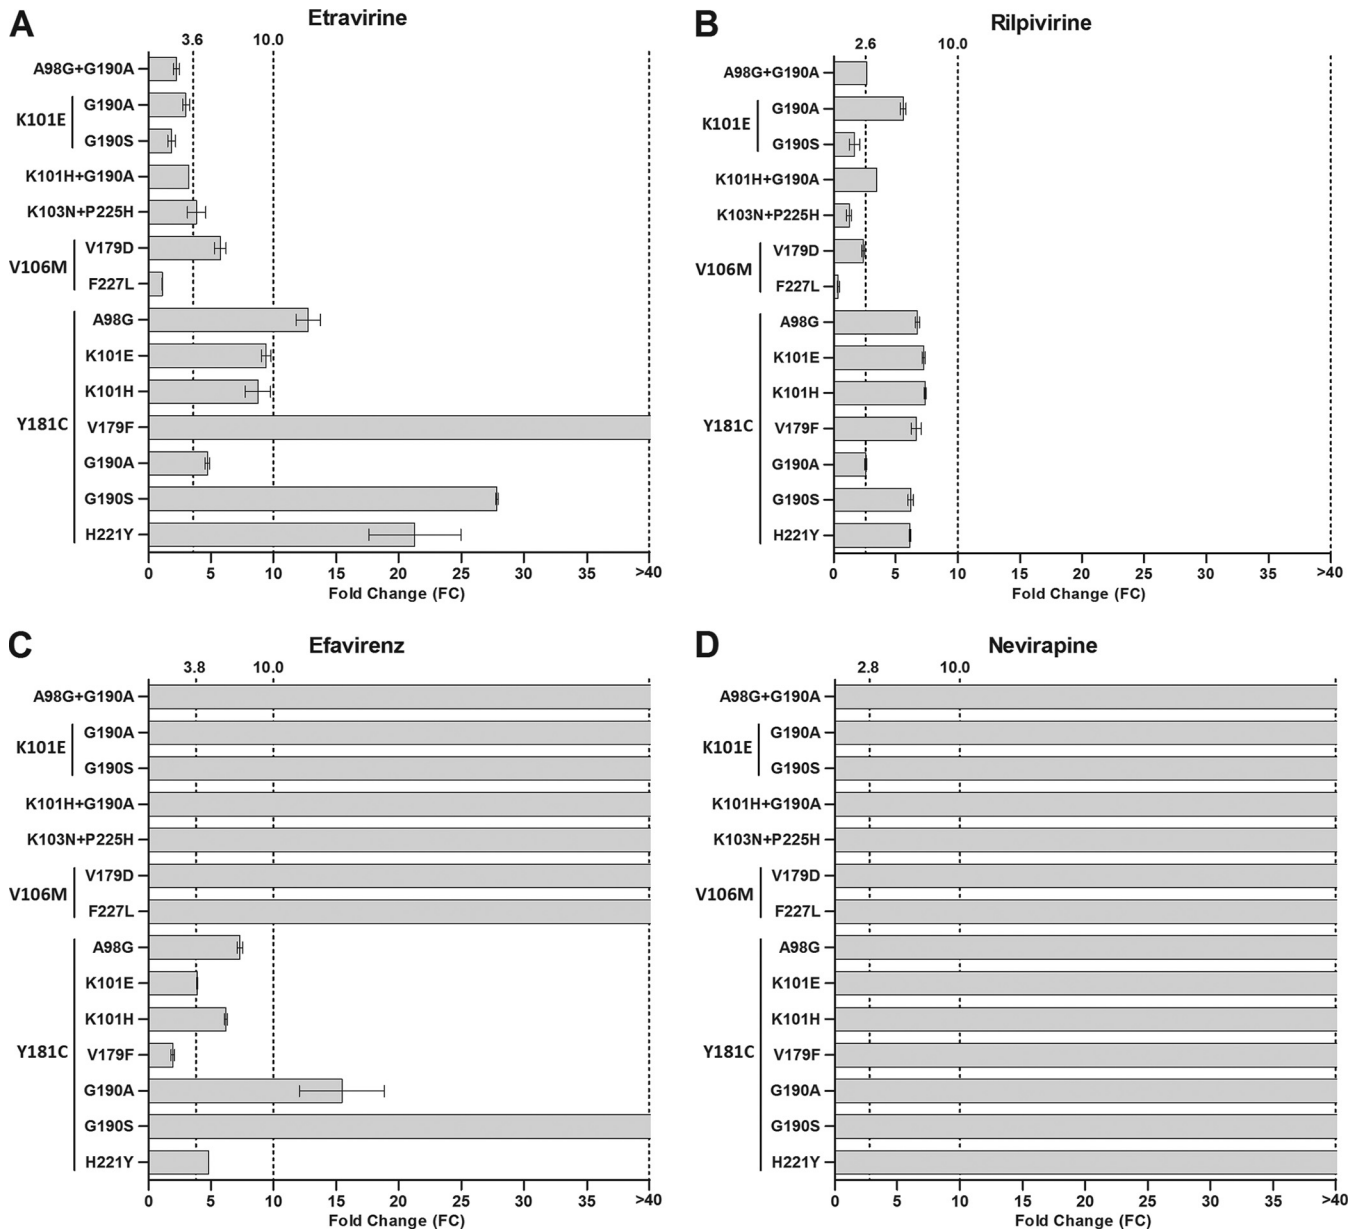 A
Etravirine
3.6 10.0
A98G+G190A
K101E
G190A
G190S
K101H+G190A
K103N+P225H
V106M
V179D
F227L
Y181C
A98G
K101E
K101H
V179F
G190A
G190S
H221Y
0 5 10 15 20 25 30 35 >40
Fold Change (FC)
B
Rilpivirine
2.6 10.0
A98G+G190A
K101E
G190A
G190S
K101H+G190A
K103N+P225H
V106M
V179D
F227L
Y181C
A98G
K101E
K101H
V179F
G190A
G190S
H221Y
0 5 10 15 20 25 30 35 >40
Fold Change (FC)
C
Efavirenz
3.8 10.0
A98G+G190A
K101E
G190A
G190S
K101H+G190A
K103N+P225H
V106M
V179D
F227L
Y181C
A98G
K101E
K101H
V179F
G190A
G190S
H221Y
0 5 10 15 20 25 30 35 >40
Fold Change (FC)
D
Nevirapine
2.8 10.0
A98G+G190A
K101E
G190A
G190S
K101H+G190A
K103N+P225H
V106M
V179D
F227L
Y181C
A98G
K101E
K101H
V179F
G190A
G190S
H221Y
0 5 10 15 20 25 30 35 >40
Fold Change (FC)